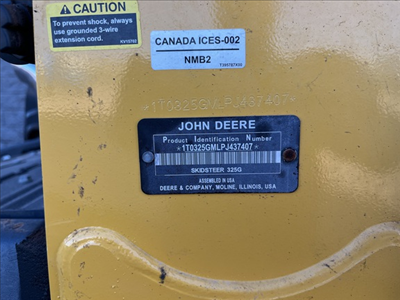 CAUTION
To prevent shock, always
use grounded 3-wire
extension cord.
CANADA ICES-002
NMB2
*1T0325GMLPJ437407*
JOHN DEERE
Product Identification Number
*1T0325GMLPJ437407*
SKIDSTEER 325G
ASSEMBLED IN USA
DEERE & COMPANY, MOLINE, ILLINOIS, USA